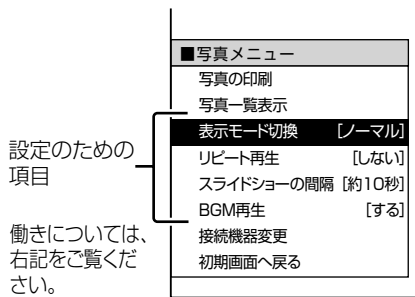 ■写真メニュー
写真の印刷
写真一覧表示
表示モード切換 [ノーマル]
リピート再生 [しない]
スライドショーの間隔 [約10秒]
BGM再生 [する]
接続機器変更
初期画面へ戻る
設定のための
項目
働きについては、
右記をご覧くだ
さい。